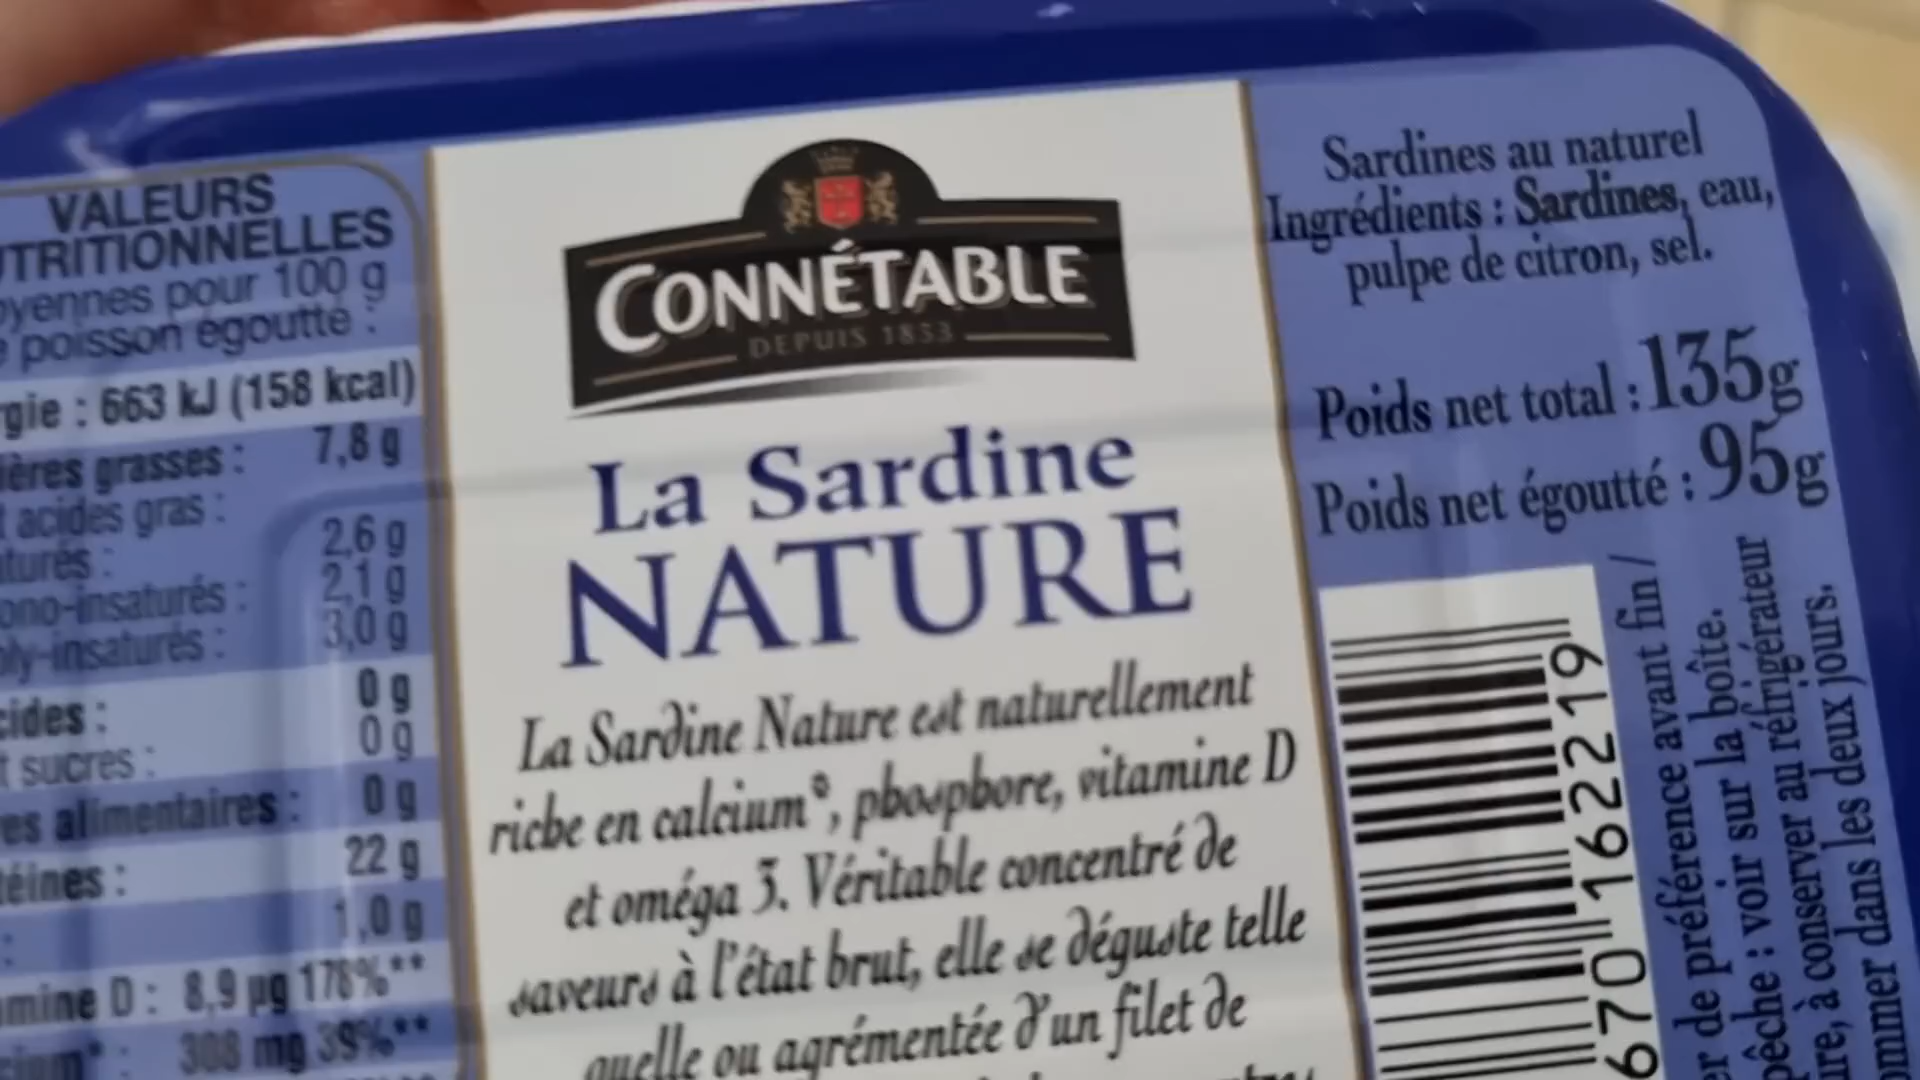 VALEURS
UTRITIONNELLES
oyennes pour 100 g
e poisson égoutté :
rgie : 663 kJ (158 kcal)
ières grasses : 7,8 g
t acides gras :
turés : 2,6 g
ono-insaturés : 2,1 g
oly-insaturés : 3,0 g
cides : 0 g
t sucres : 0 g
es alimentaires : 0 g
téines : 22 g
: 1,0 g
mine D : 8,9 µg 178%**
cium* : 308 mg 39%**
CONNÉTABLE
DEPUIS 1853
La Sardine
NATURE
La Sardine Nature est naturellement
riche en calcium*, phosphore, vitamine D
et oméga 3. Véritable concentré de
saveurs à l'état brut, elle se déguste telle
quelle ou agrémentée d'un filet de
Sardines au naturel
Ingrédients : Sardines, eau,
pulpe de citron, sel.
Poids net total : 135g
Poids net égoutté : 95g
670 162219
er de préférence avant fin /
pêche : voir sur la boîte.
ure, à conserver au réfrigérateur
ommer dans les deux jours.